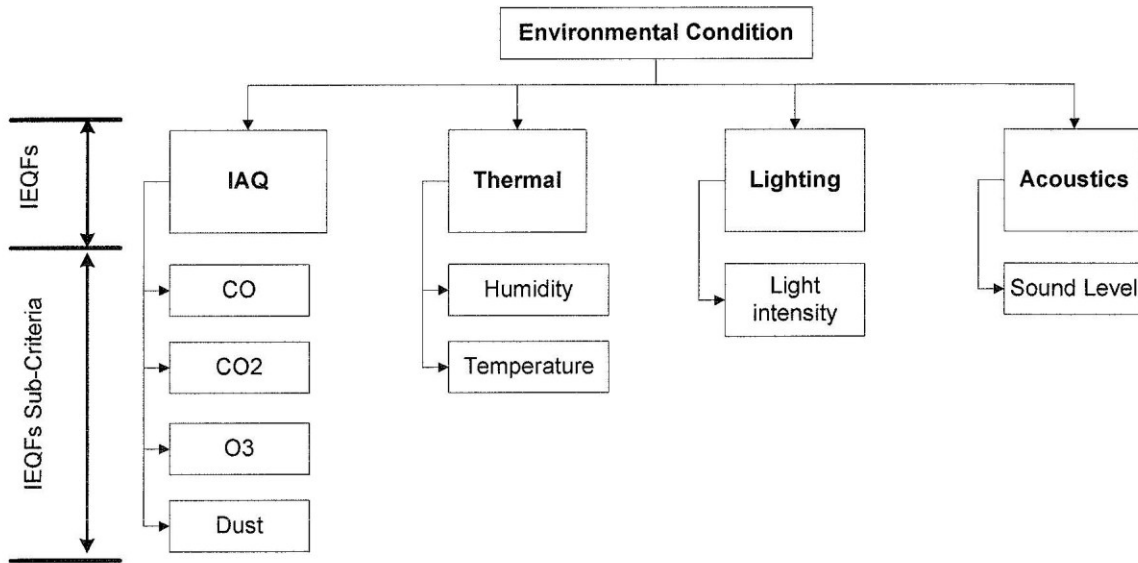 Environmental Condition
IEQFs
IAQ
Thermal
Lighting
Acoustics
IEQFs Sub-Criteria
CO
CO2
O3
Dust
Humidity
Temperature
Light
intensity
Sound Level